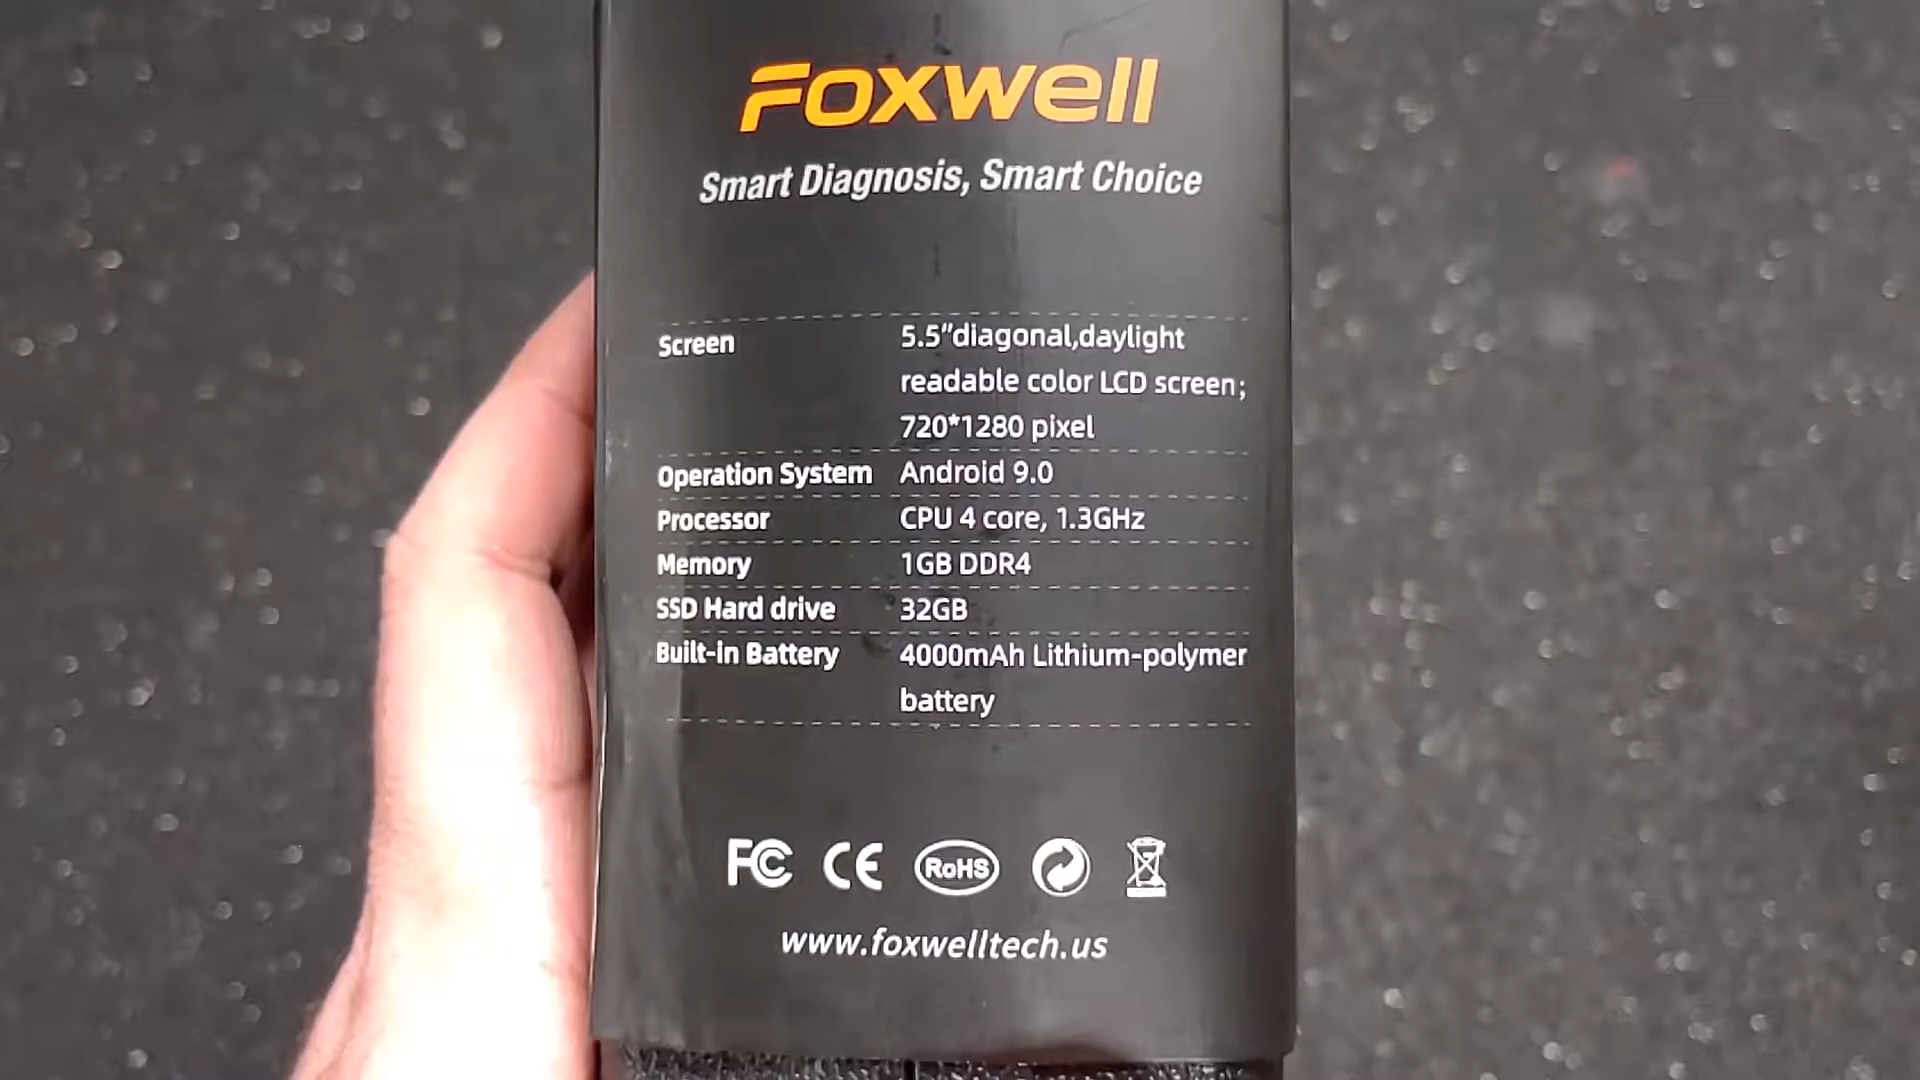 Foxwell
Smart Diagnosis, Smart Choice
Screen 5.5"diagonal,daylight
readable color LCD screen;
720*1280 pixel
Operation System Android 9.0
Processor CPU 4 core, 1.3GHz
Memory 1GB DDR4
SSD Hard drive 32GB
Built-in Battery 4000mAh Lithium-polymer
battery
FC CE RoHS
www.foxwelltech.us